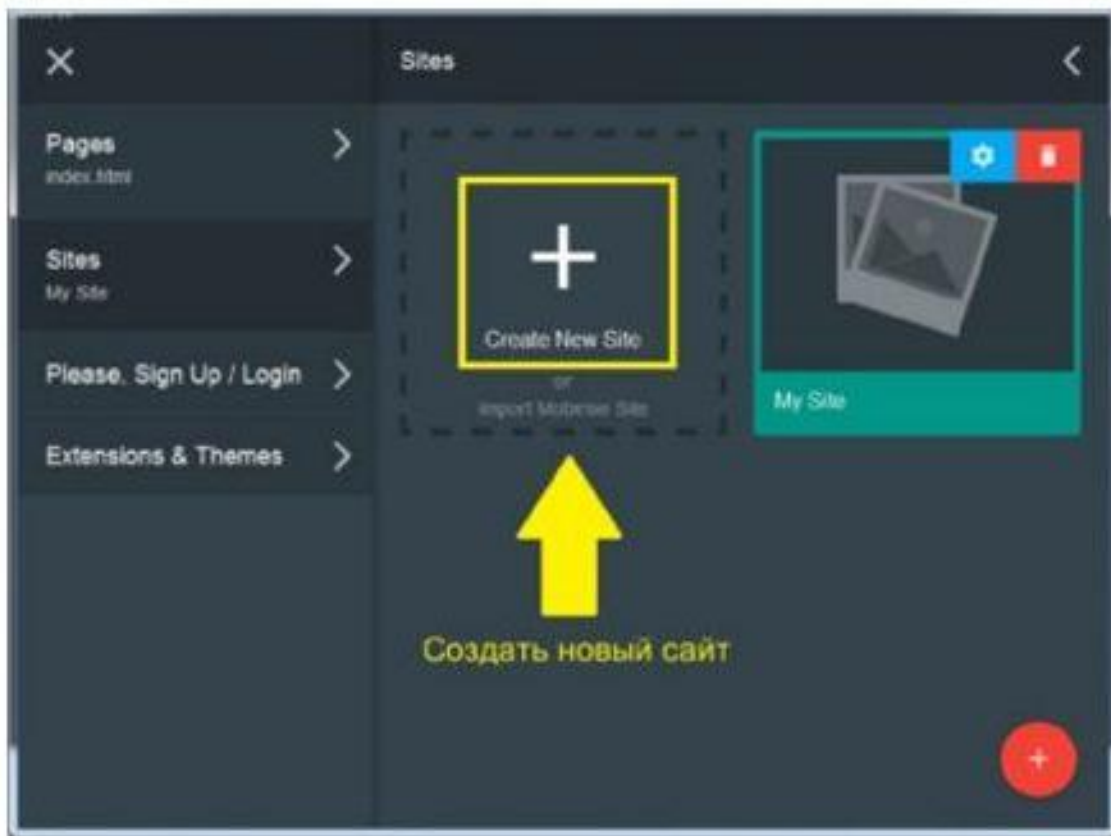 Sites
Pages
index.html
Sites
My Site
Please, Sign Up / Login
Extensions & Themes
Create New Site
or
Import Mobirise Site
My Site
Создать новый сайт